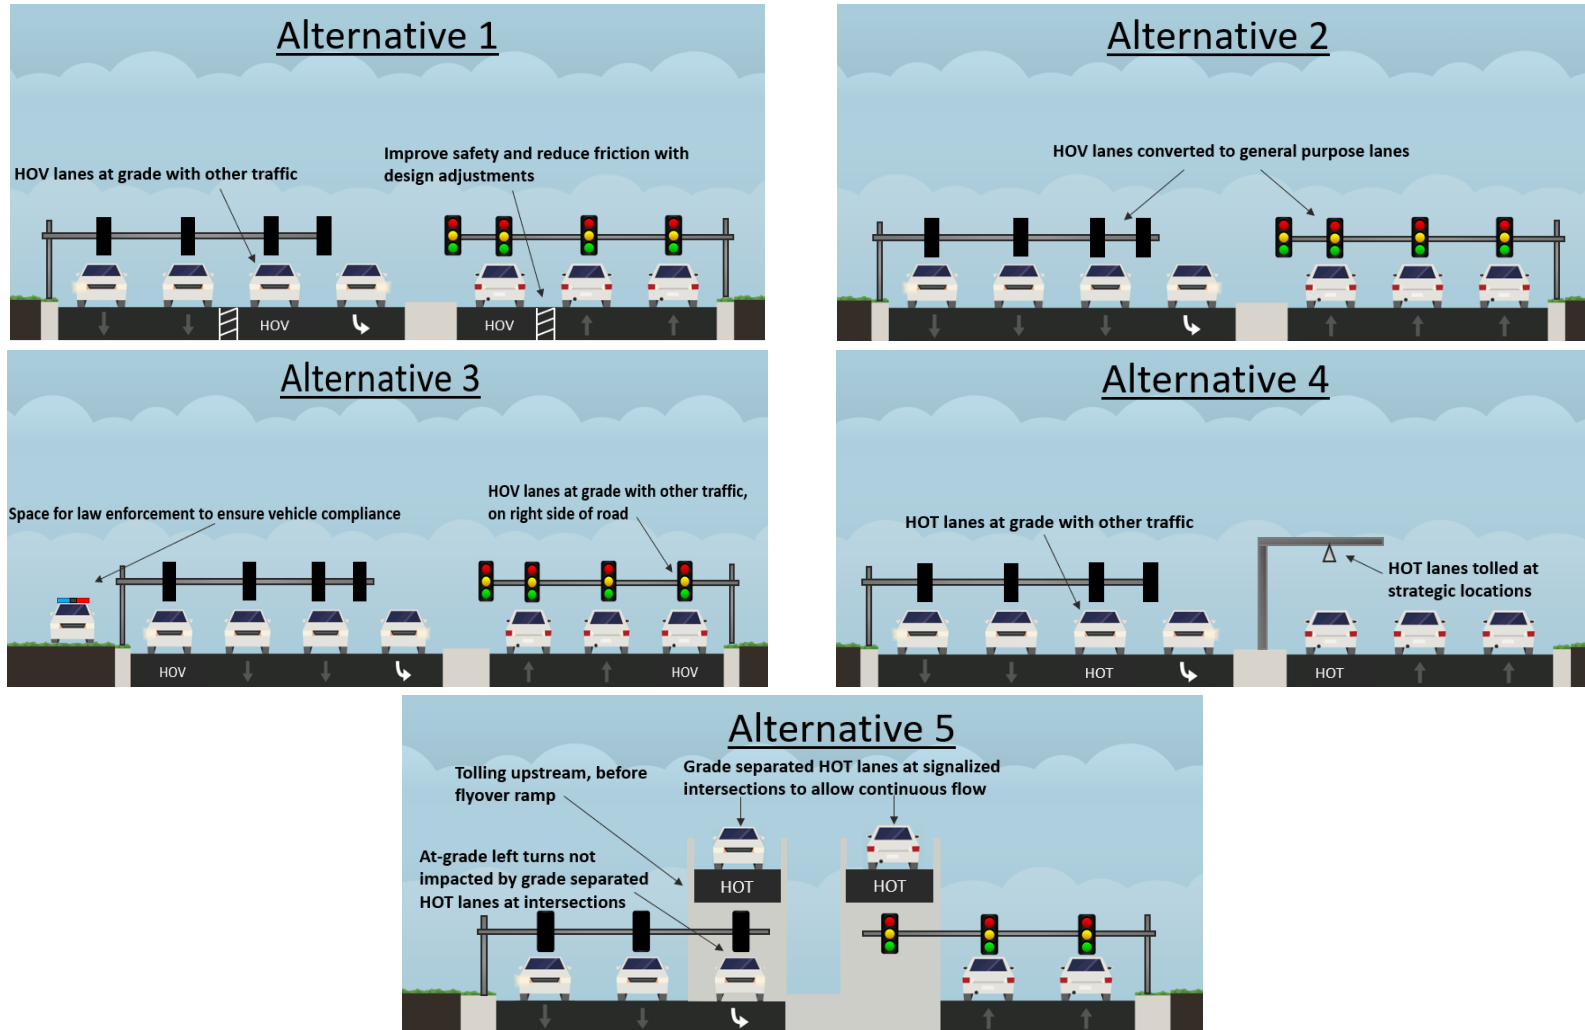 Alternative 1
HOV lanes at grade with other traffic
Improve safety and reduce friction with
design adjustments
HOV
HOV
Alternative 2
HOV lanes converted to general purpose lanes
Alternative 3
Space for law enforcement to ensure vehicle compliance
HOV lanes at grade with other traffic,
on right side of road
HOV
HOV
Alternative 4
HOT lanes at grade with other traffic
HOT lanes tolled at
strategic locations
HOT
HOT
Alternative 5
Tolling upstream, before
flyover ramp
Grade separated HOT lanes at signalized
intersections to allow continuous flow
At-grade left turns not
impacted by grade separated
HOT lanes at intersections
HOT
HOT